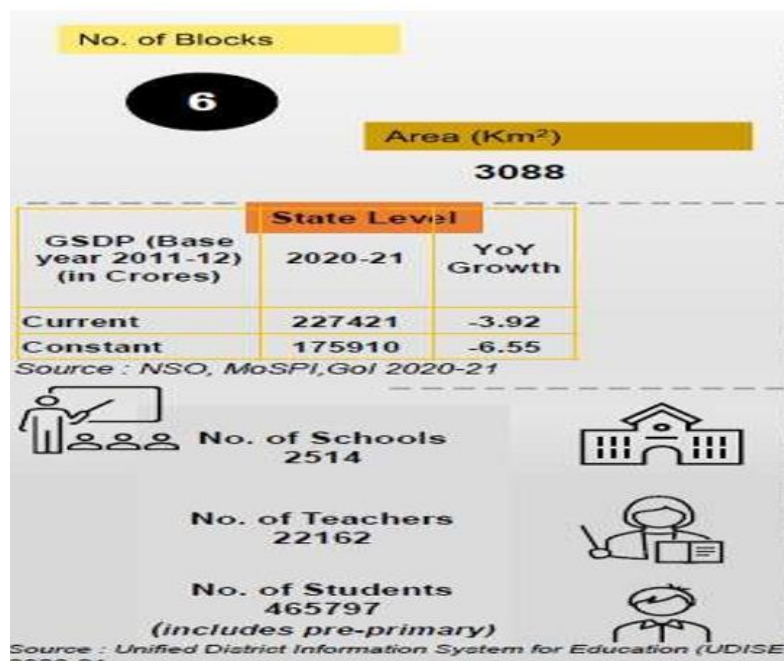 No. of Blocks
6
Area (Km²)
3088
State Level
GSDP (Base year 2011-12) (in Crores) 2020-21 YoY Growth
Current 227421 -3.92
Constant 175910 -6.55
Source : NSO, MoSPI,GoI 2020-21
No. of Schools
2514
No. of Teachers
22162
No. of Students
465797
(includes pre-primary)
Source : Unified District Information System for Education (UDISE